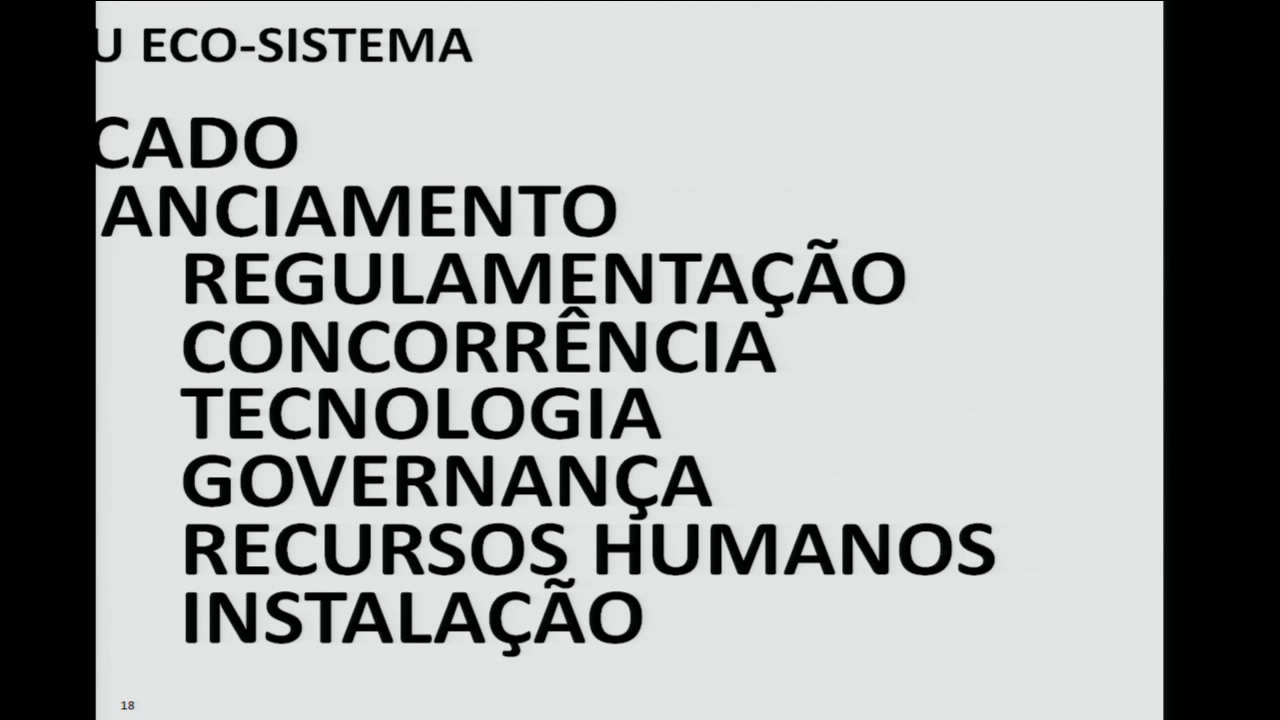 U ECO-SISTEMA
CADO
ANCIAMENTO
REGULAMENTAÇÃO
CONCORRÊNCIA
TECNOLOGIA
GOVERNANÇA
RECURSOS HUMANOS
INSTALAÇÃO
18